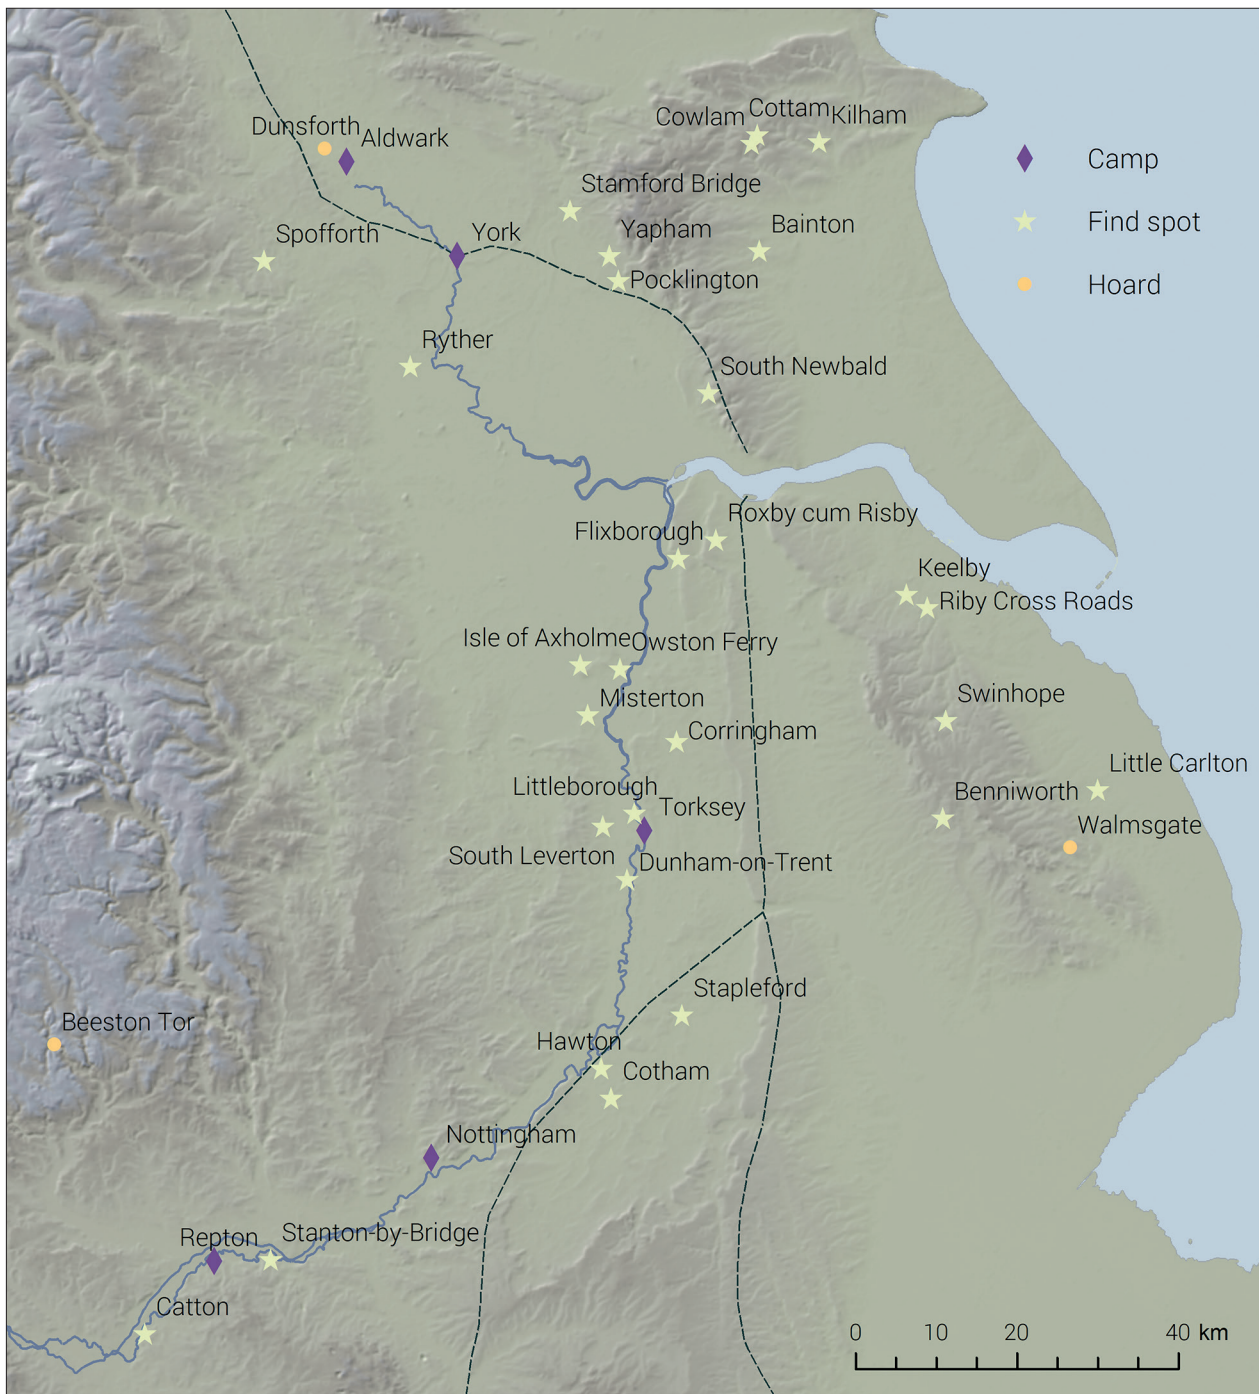 Cowlam
Cottam
Kilham
Dunsforth
Aldwark
Camp
Stamford Bridge
Find spot
Spofforth
York
Yapham
Bainton
Pocklington
Hoard
Ryther
South Newbald
Roxby cum Risby
Flixborough
Keelby
Riby Cross Roads
Isle of Axholme
Owston Ferry
Misterton
Swinhope
Corringham
Little Carlton
Littleborough
Torksey
Benniworth
Walmsgate
South Leverton
Dunham-on-Trent
Stapleford
Beeston Tor
Hawton
Cotham
Nottingham
Repton
Stanton-by-Bridge
Catton
0 10 20 40 km